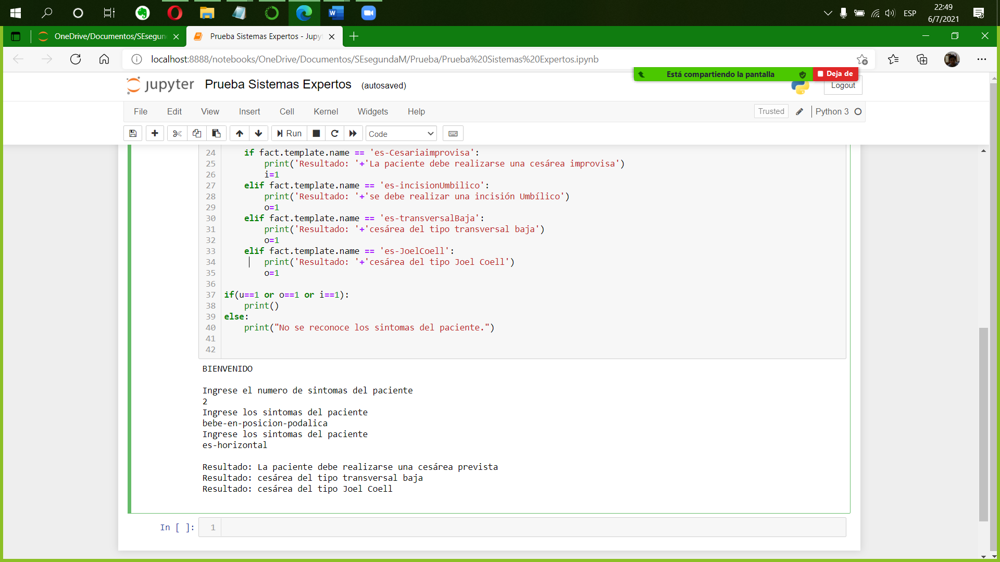 22:49
ESP
6/7/2021
OneDrive/Documentos/SEsegun
Prueba Sistemas Expertos - Jupyt
localhost:8888/notebooks/OneDrive/Documentos/SEsegundaM/Prueba/Prueba%20Sistemas%20Expertos.ipynb
Está compartiendo la pantalla
Deja de
jupyter Prueba Sistemas Expertos (autosaved)
Logout
File Edit View Insert Cell Kernel Widgets Help
Trusted
Python 3
Run
Code
24 if fact.template.name == 'es-Cesariaimprovisa':
25 print('Resultado: '+'La paciente debe realizarse una cesárea improvisa')
26 i=1
27 elif fact.template.name == 'es-incisionUmbilico':
28 print('Resultado: '+'se debe realizar una incisión Umbílico')
29 o=1
30 elif fact.template.name == 'es-transversalBaja':
31 print('Resultado: '+'cesárea del tipo transversal baja')
32 o=1
33 elif fact.template.name == 'es-JoelCoell':
34 print('Resultado: '+'cesárea del tipo Joel Coell')
35 o=1
36
37 if(u==1 or o==1 or i==1):
38 print()
39 else:
40 print("No se reconoce los sintomas del paciente.")
41
42
BIENVENIDO
Ingrese el numero de sintomas del paciente
2
Ingrese los sintomas del paciente
bebe-en-posicion-podalica
Ingrese los sintomas del paciente
es-horizontal
Resultado: La paciente debe realizarse una cesárea prevista
Resultado: cesárea del tipo transversal baja
Resultado: cesárea del tipo Joel Coell
In [ ]: 1